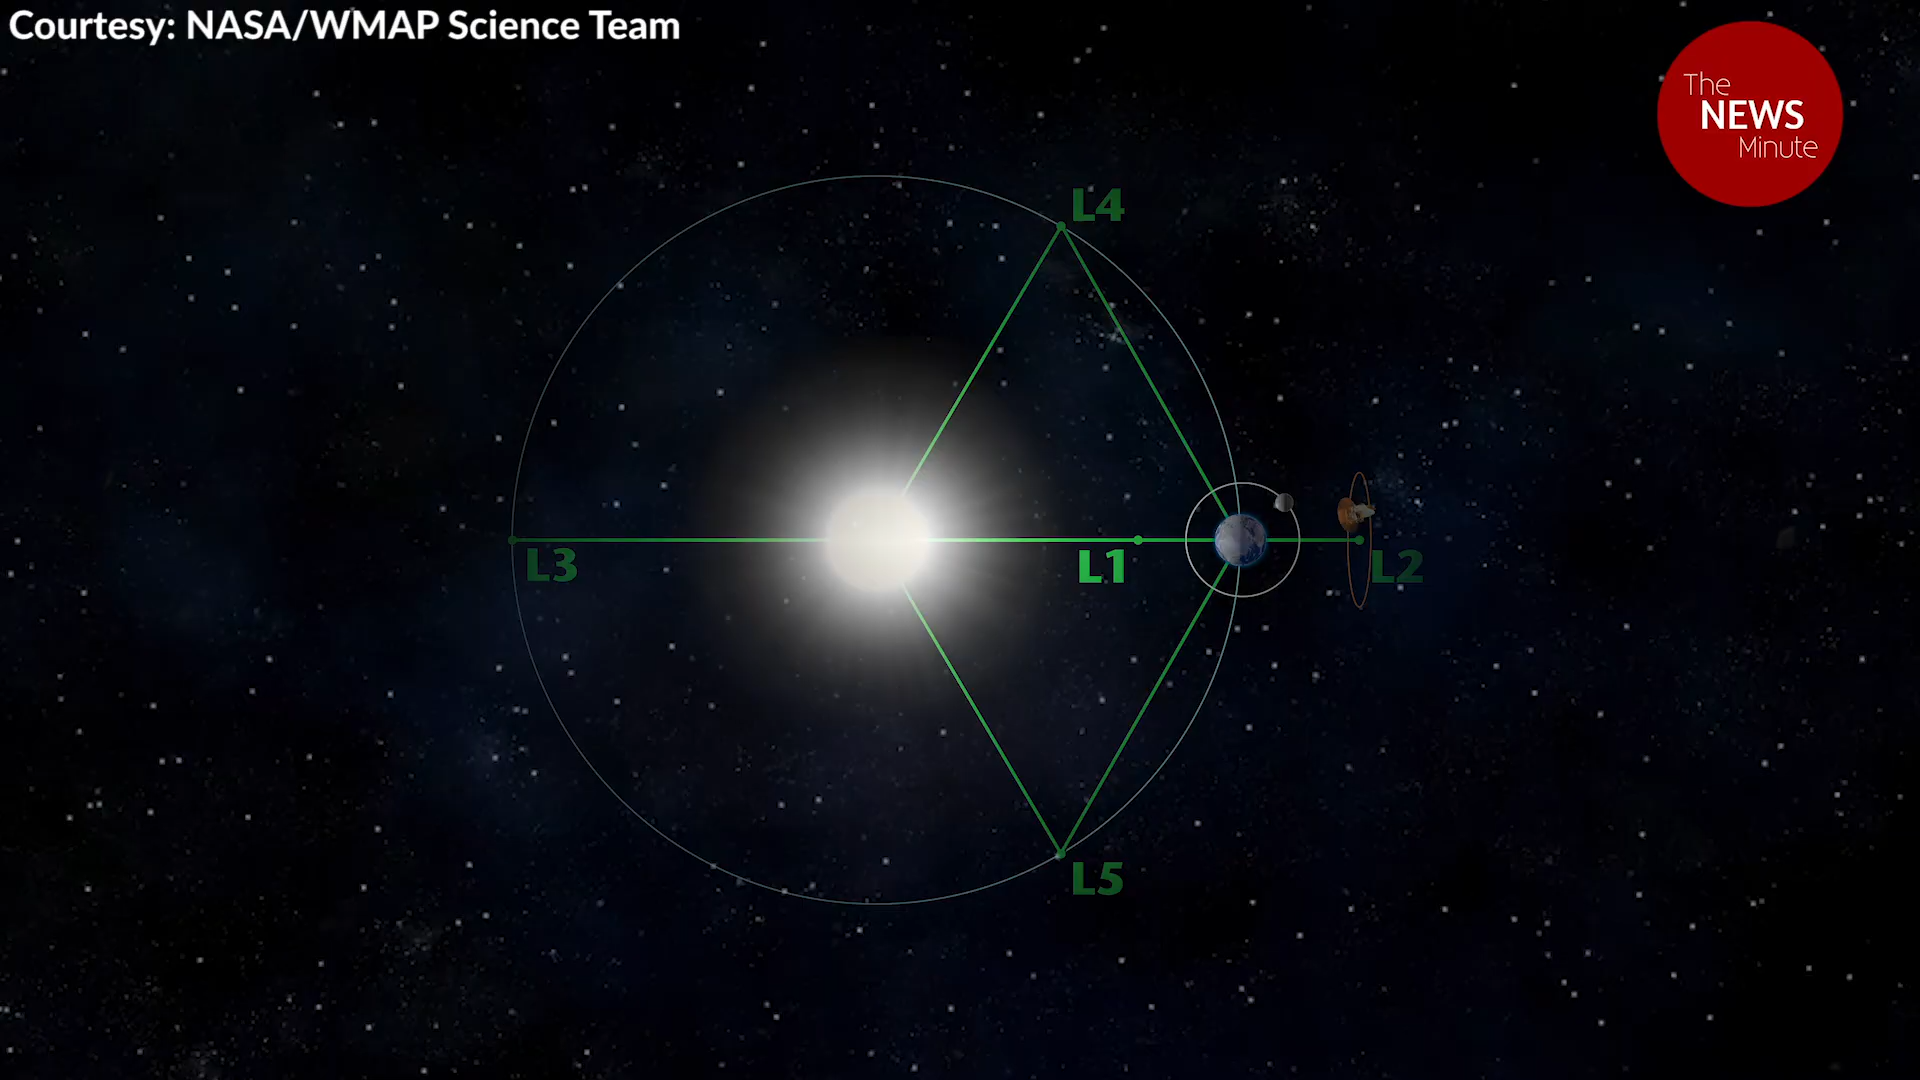 Courtesy: NASA/WMAP Science Team
The
NEWS
Minute
L4
L3
L1
L2
L5